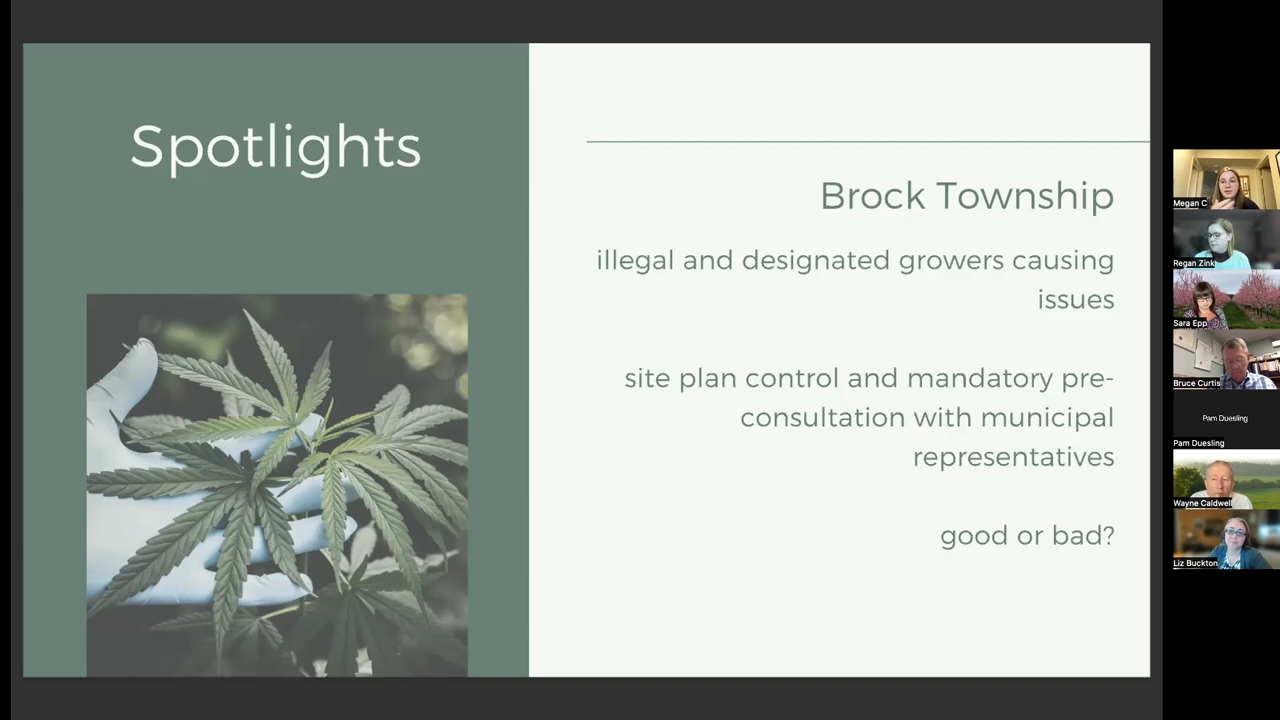 Spotlights
Brock Township
illegal and designated growers causing
issues
site plan control and mandatory pre-
consultation with municipal
representatives
good or bad?
Megan C
Regan Zink
Sara Epp
Bruce Curtis
Pam Duesling
Pam Duesling
Wayne Caldwell
Liz Buckton